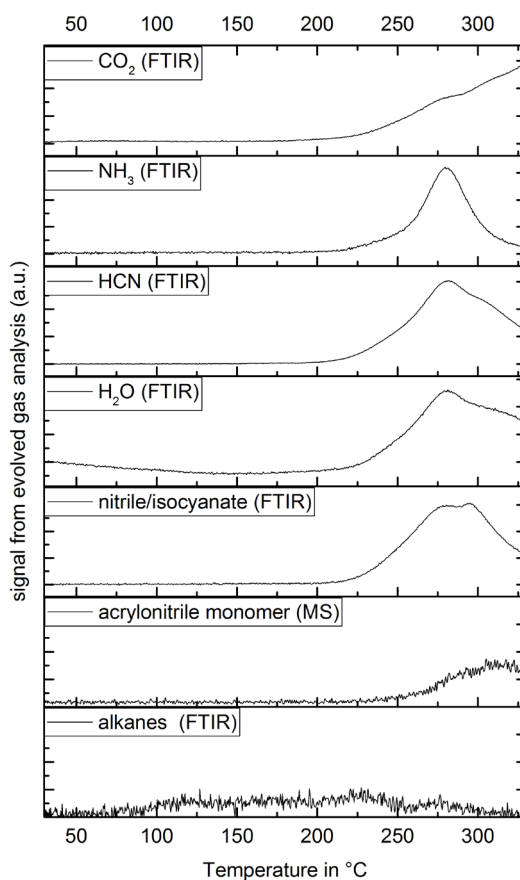 50 100 150 200 250 300
CO₂ (FTIR)
NH₃ (FTIR)
HCN (FTIR)
H₂O (FTIR)
nitrile/isocyanate (FTIR)
acrylonitrile monomer (MS)
alkanes (FTIR)
signal from evolved gas analysis (a.u.)
50 100 150 200 250 300
Temperature in °C